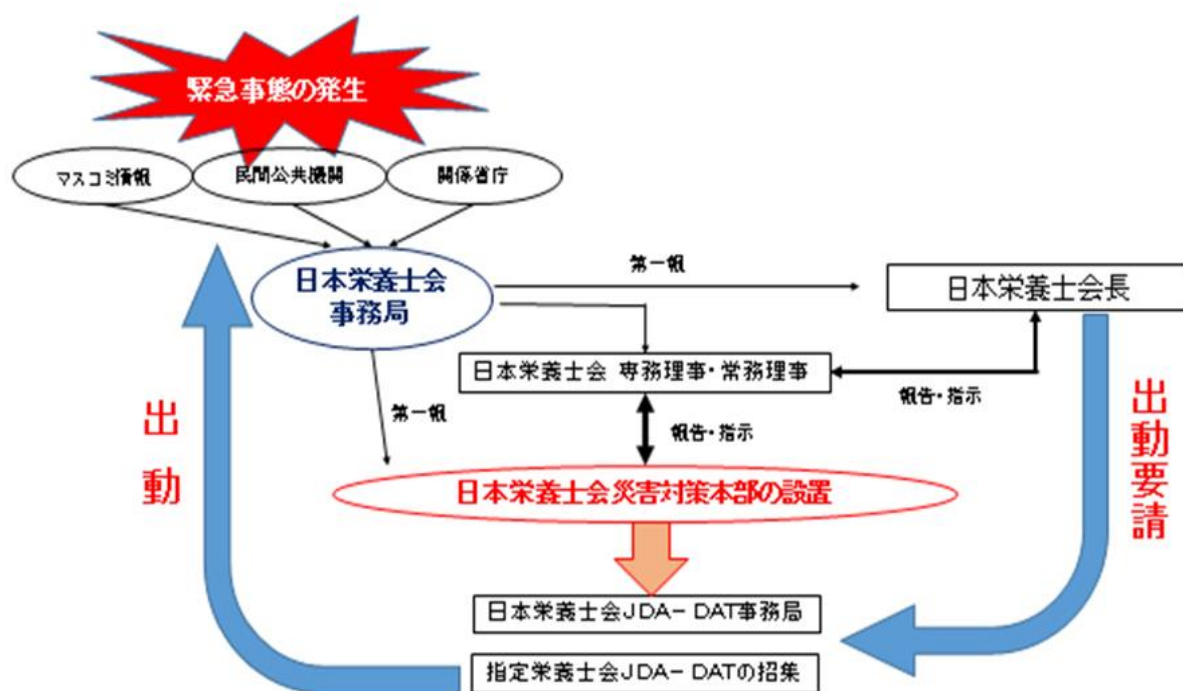 緊急事態の発生
マスコミ情報
民間公共機関
関係省庁
日本栄養士会
事務局
第一報
日本栄養士会長
日本栄養士会 専務理事・常務理事
報告・指示
第一報
報告・指示
出動
出動要請
日本栄養士会災害対策本部の設置
日本栄養士会JDA-DAT事務局
指定栄養士会JDA-DATの招集